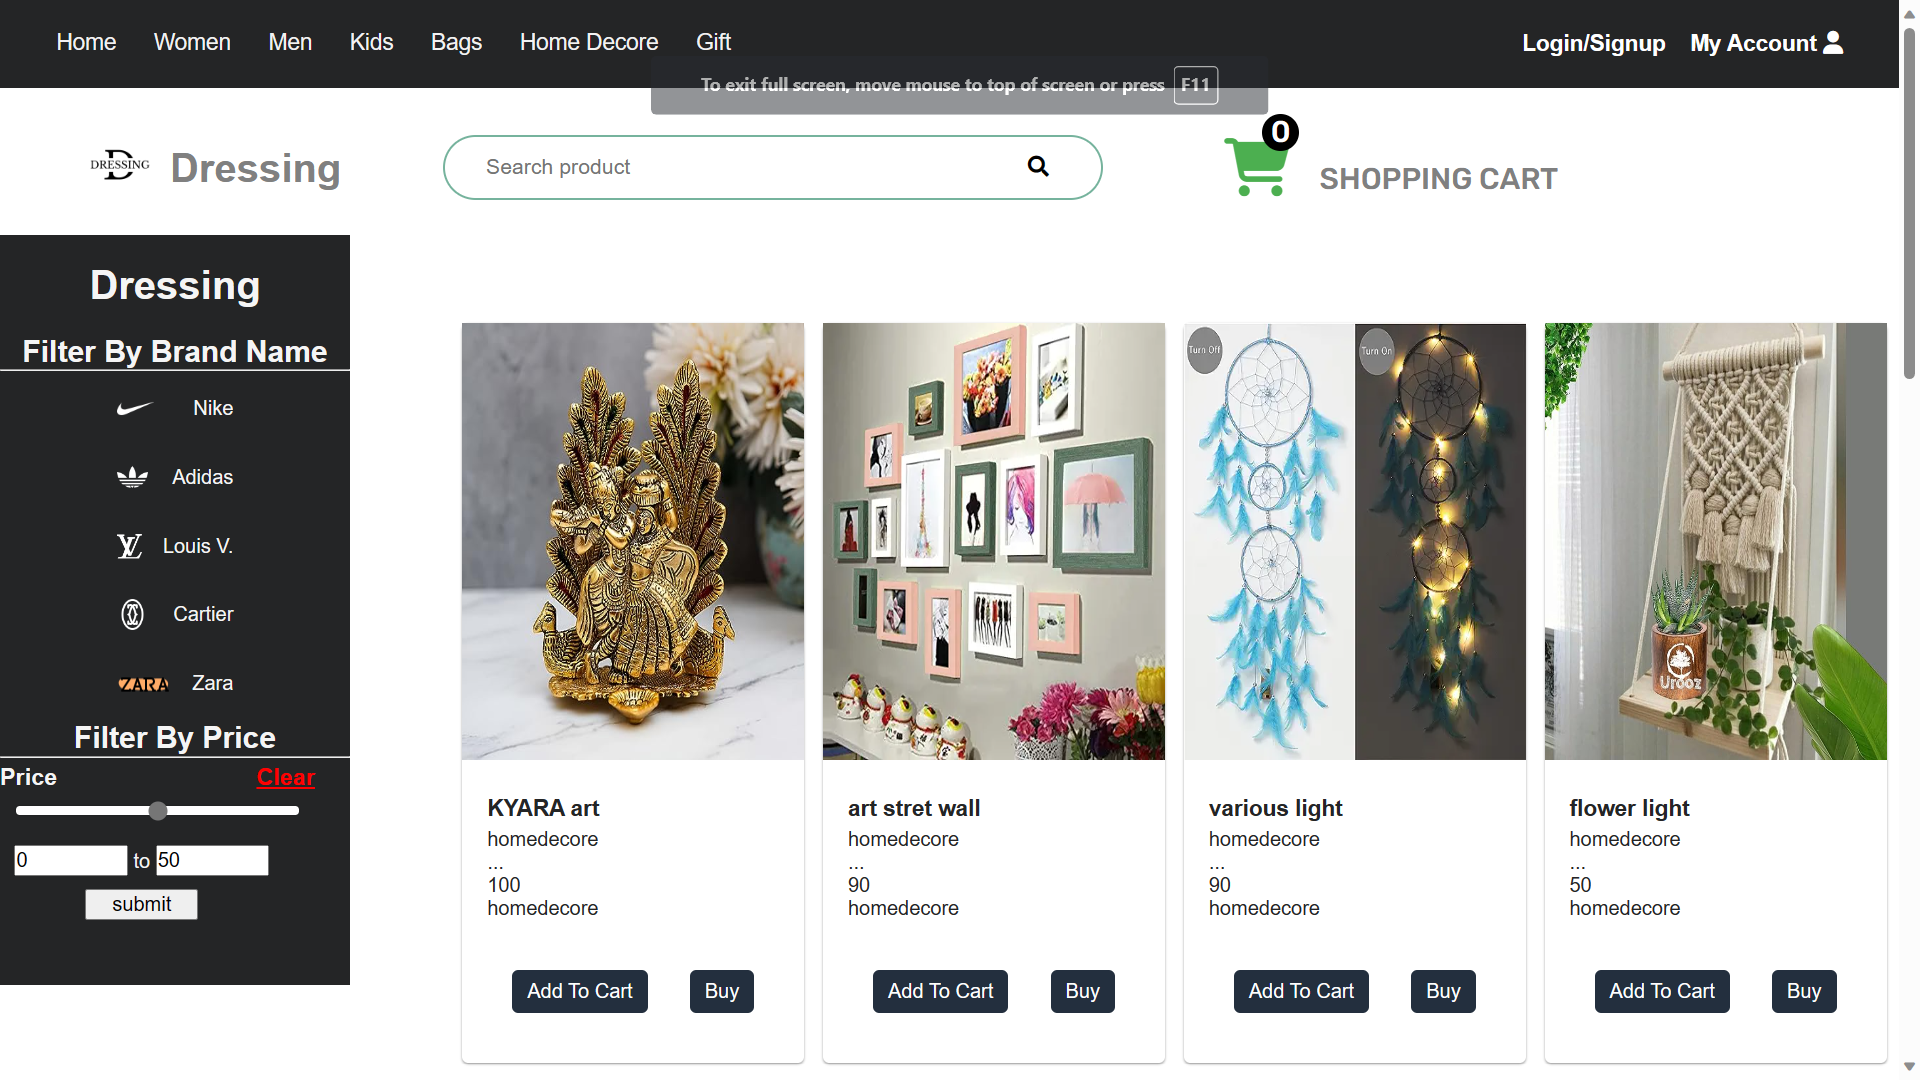 Home Women Men Kids Bags Home Decore Gift Login/Signup My Account
To exit full screen, move mouse to top of screen or press F11
DRESSING Dressing Search product 0 SHOPPING CART
Dressing
Filter By Brand Name
Nike
Adidas
Louis V.
Cartier
ZARA Zara
Filter By Price
Price Clear
0 to 50
submit
Turn Off Turn On
Urooz
KYARA art
homedecore
...
100
homedecore
Add To Cart Buy
art stret wall
homedecore
...
90
homedecore
Add To Cart Buy
various light
homedecore
...
90
homedecore
Add To Cart Buy
flower light
homedecore
...
50
homedecore
Add To Cart Buy